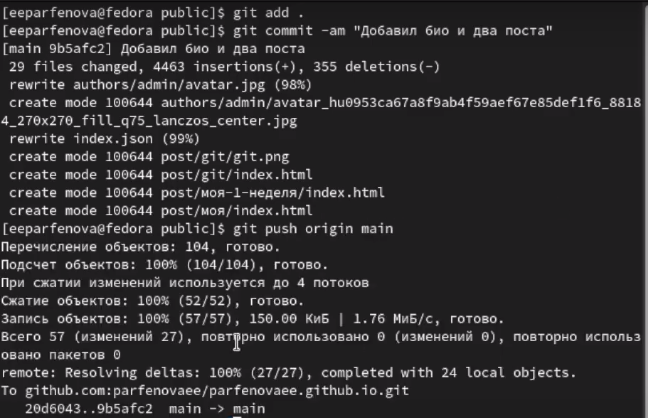 [eeparfenova@fedora public]$ git add .
[eeparfenova@fedora public]$ git commit -am "Добавил био и два поста"
[main 9b5afc2] Добавил био и два поста
 29 files changed, 4463 insertions(+), 355 deletions(-)
 rewrite authors/admin/avatar.jpg (98%)
 create mode 100644 authors/admin/avatar_hu0953ca67a8f9ab4f59aef67e85def1f6_8818
4_270x270_fill_q75_lanczos_center.jpg
 rewrite index.json (99%)
 create mode 100644 post/git/git.png
 create mode 100644 post/git/index.html
 create mode 100644 post/моя-1-неделя/index.html
 create mode 100644 post/моя/index.html
[eeparfenova@fedora public]$ git push origin main
Перечисление объектов: 104, готово.
Подсчет объектов: 100% (104/104), готово.
При сжатии изменений используется до 4 потоков
Сжатие объектов: 100% (52/52), готово.
Запись объектов: 100% (57/57), 150.00 КиБ | 1.76 МиБ/с, готово.
Всего 57 (изменений 27), повторно использовано 0 (изменений 0), повторно использ
овано пакетов 0
remote: Resolving deltas: 100% (27/27), completed with 24 local objects.
To github.com:parfenovaee/parfenovaee.github.io.git
   20d6043..9b5afc2  main -> main